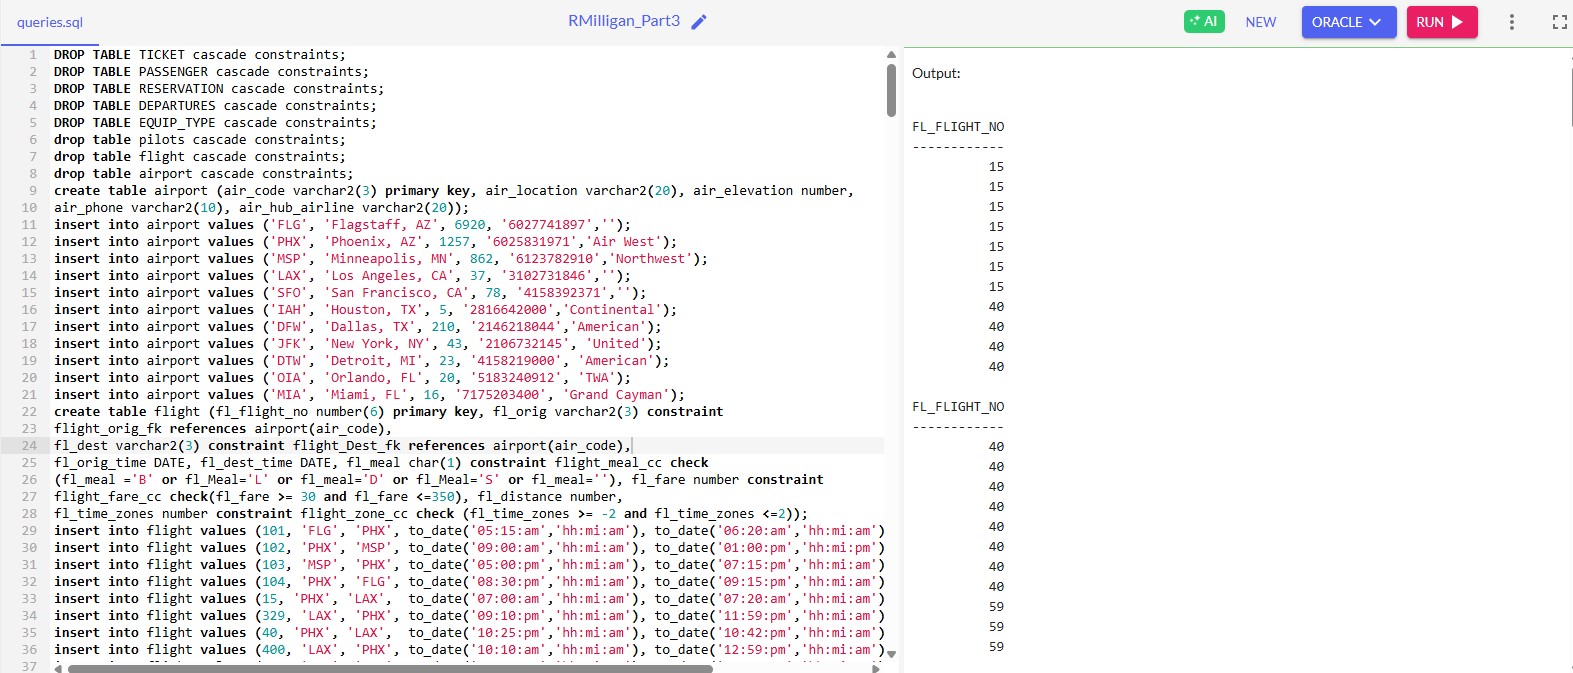 queries.sql
RMilligan_Part3
AI
NEW
ORACLE
RUN
1 DROP TABLE TICKET cascade constraints;
2 DROP TABLE PASSENGER cascade constraints;
3 DROP TABLE RESERVATION cascade constraints;
4 DROP TABLE DEPARTURES cascade constraints;
5 DROP TABLE EQUIP_TYPE cascade constraints;
6 drop table pilots cascade constraints;
7 drop table flight cascade constraints;
8 drop table airport cascade constraints;
9 create table airport (air_code varchar2(3) primary key, air_location varchar2(20), air_elevation number,
10 air_phone varchar2(10), air_hub_airline varchar2(20));
11 insert into airport values ('FLG', 'Flagstaff, AZ', 6920, '6027741897','');
12 insert into airport values ('PHX', 'Phoenix, AZ', 1257, '6025831971','Air West');
13 insert into airport values ('MSP', 'Minneapolis, MN', 862, '6123782910','Northwest');
14 insert into airport values ('LAX', 'Los Angeles, CA', 37, '3102731846','');
15 insert into airport values ('SFO', 'San Francisco, CA', 78, '4158392371','');
16 insert into airport values ('IAH', 'Houston, TX', 5, '2816642000','Continental');
17 insert into airport values ('DFW', 'Dallas, TX', 210, '2146218044','American');
18 insert into airport values ('JFK', 'New York, NY', 43, '2106732145', 'United');
19 insert into airport values ('DTW', 'Detroit, MI', 23, '4158219000', 'American');
20 insert into airport values ('OIA', 'Orlando, FL', 20, '5183240912', 'TWA');
21 insert into airport values ('MIA', 'Miami, FL', 16, '7175203400', 'Grand Cayman');
22 create table flight (fl_flight_no number(6) primary key, fl_orig varchar2(3) constraint
23 flight_orig_fk references airport(air_code),
24 fl_dest varchar2(3) constraint flight_Dest_fk references airport(air_code),
25 fl_orig_time DATE, fl_dest_time DATE, fl_meal char(1) constraint flight_meal_cc check
26 (fl_meal ='B' or fl_Meal='L' or fl_meal='D' or fl_Meal='S' or fl_meal=''), fl_fare number constraint
27 flight_fare_cc check(fl_fare >= 30 and fl_fare <=350), fl_distance number,
28 fl_time_zones number constraint flight_zone_cc check (fl_time_zones >= -2 and fl_time_zones <=2));
29 insert into flight values (101, 'FLG', 'PHX', to_date('05:15:am','hh:mi:am'), to_date('06:20:am','hh:mi:am')
30 insert into flight values (102, 'PHX', 'MSP', to_date('09:00:am','hh:mi:am'), to_date('01:00:pm','hh:mi:pm')
31 insert into flight values (103, 'MSP', 'PHX', to_date('05:00:pm','hh:mi:am'), to_date('07:15:pm','hh:mi:am')
32 insert into flight values (104, 'PHX', 'FLG', to_date('08:30:pm','hh:mi:am'), to_date('09:15:pm','hh:mi:am')
33 insert into flight values (15, 'PHX', 'LAX', to_date('07:00:am','hh:mi:am'), to_date('07:20:am','hh:mi:am')
34 insert into flight values (329, 'LAX', 'PHX', to_date('09:10:pm','hh:mi:am'), to_date('11:59:pm','hh:mi:am')
35 insert into flight values (40, 'PHX', 'LAX', to_date('10:25:pm','hh:mi:am'), to_date('10:42:pm','hh:mi:am')
36 insert into flight values (400, 'LAX', 'PHX', to_date('10:10:am','hh:mi:am'), to_date('12:59:pm','hh:mi:am')
37
Output:
FL_FLIGHT_NO
------------
15
15
15
15
15
15
15
40
40
40
40
FL_FLIGHT_NO
------------
40
40
40
40
40
40
40
40
59
59
59